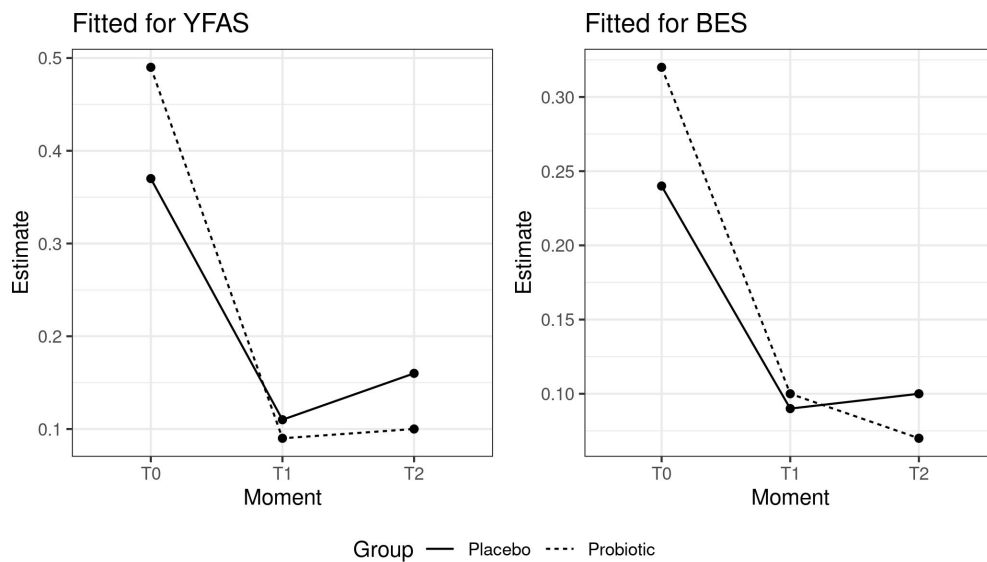 Fitted for YFAS
Fitted for BES
Estimate
0.5
0.4
0.3
0.2
0.1
T0 T1 T2
Moment
Estimate
0.30
0.25
0.20
0.15
0.10
T0 T1 T2
Moment
Group Placebo Probiotic